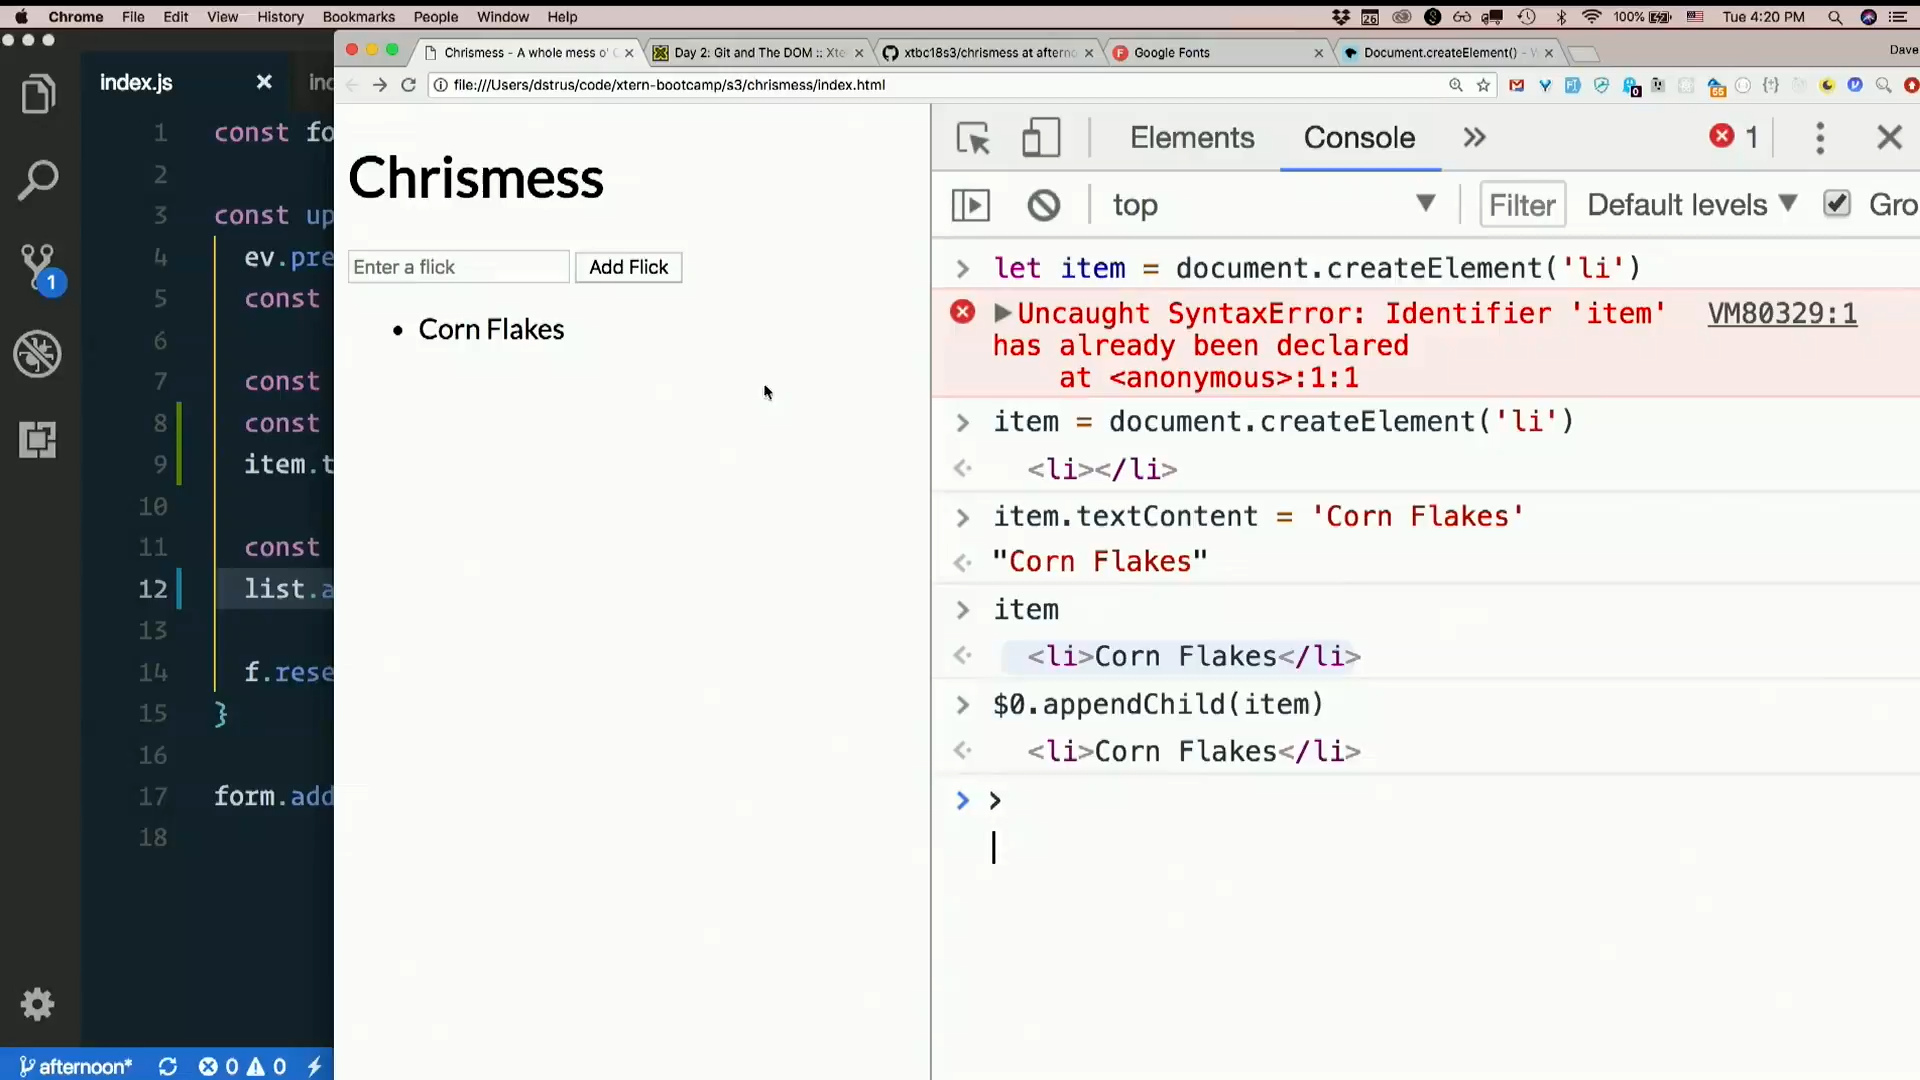 Chrome File Edit View History Bookmarks People Window Help
26 100% Tue 4:20 PM
Chrismess - A whole mess o'
Day 2: Git and The DOM :: Xte
xtbc18s3/chrismess at afterno
Google Fonts
Document.createElement() -
Dave
file:///Users/dstrus/code/xtern-bootcamp/s3/chrismess/index.html
index.js
1 const fo
2
3 const up
4 ev.pre
5 const
6
7 const
8 const
9 item.t
10
11 const
12 list.a
13
14 f.rese
15 }
16
17 form.add
18
1
afternoon* 0 0
Chrismess
Enter a flick Add Flick
• Corn Flakes
Elements Console » 1
top Filter Default levels Gro
> let item = document.createElement('li')
Uncaught SyntaxError: Identifier 'item' VM80329:1
has already been declared
at <anonymous>:1:1
> item = document.createElement('li')
<li></li>
> item.textContent = 'Corn Flakes'
"Corn Flakes"
> item
<li>Corn Flakes</li>
> $0.appendChild(item)
<li>Corn Flakes</li>
> >